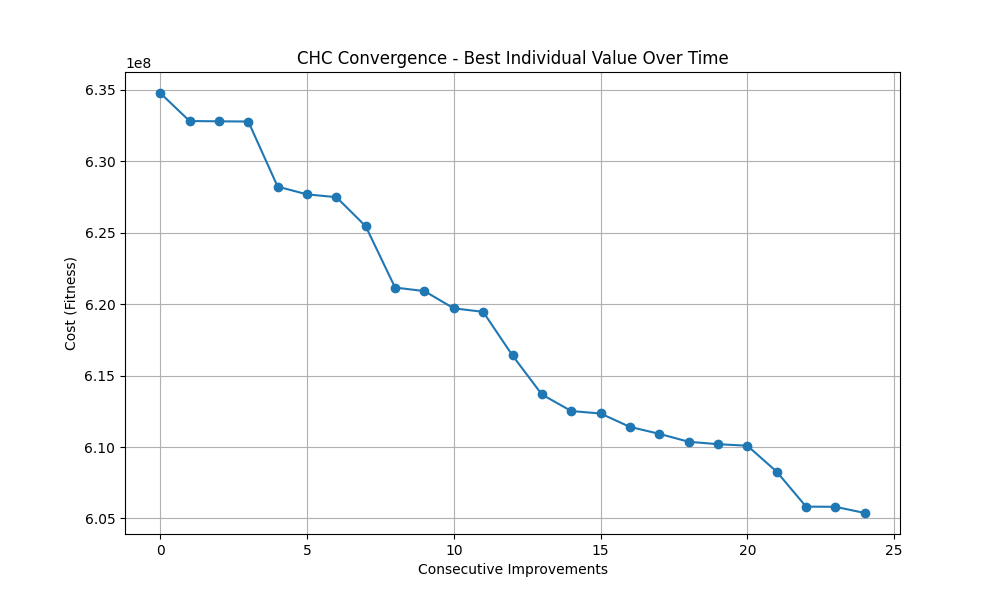 CHC Convergence - Best Individual Value Over Time
1e8
6.35
6.30
6.25
6.20
6.15
6.10
6.05
Cost (Fitness)
0 5 10 15 20 25
Consecutive Improvements